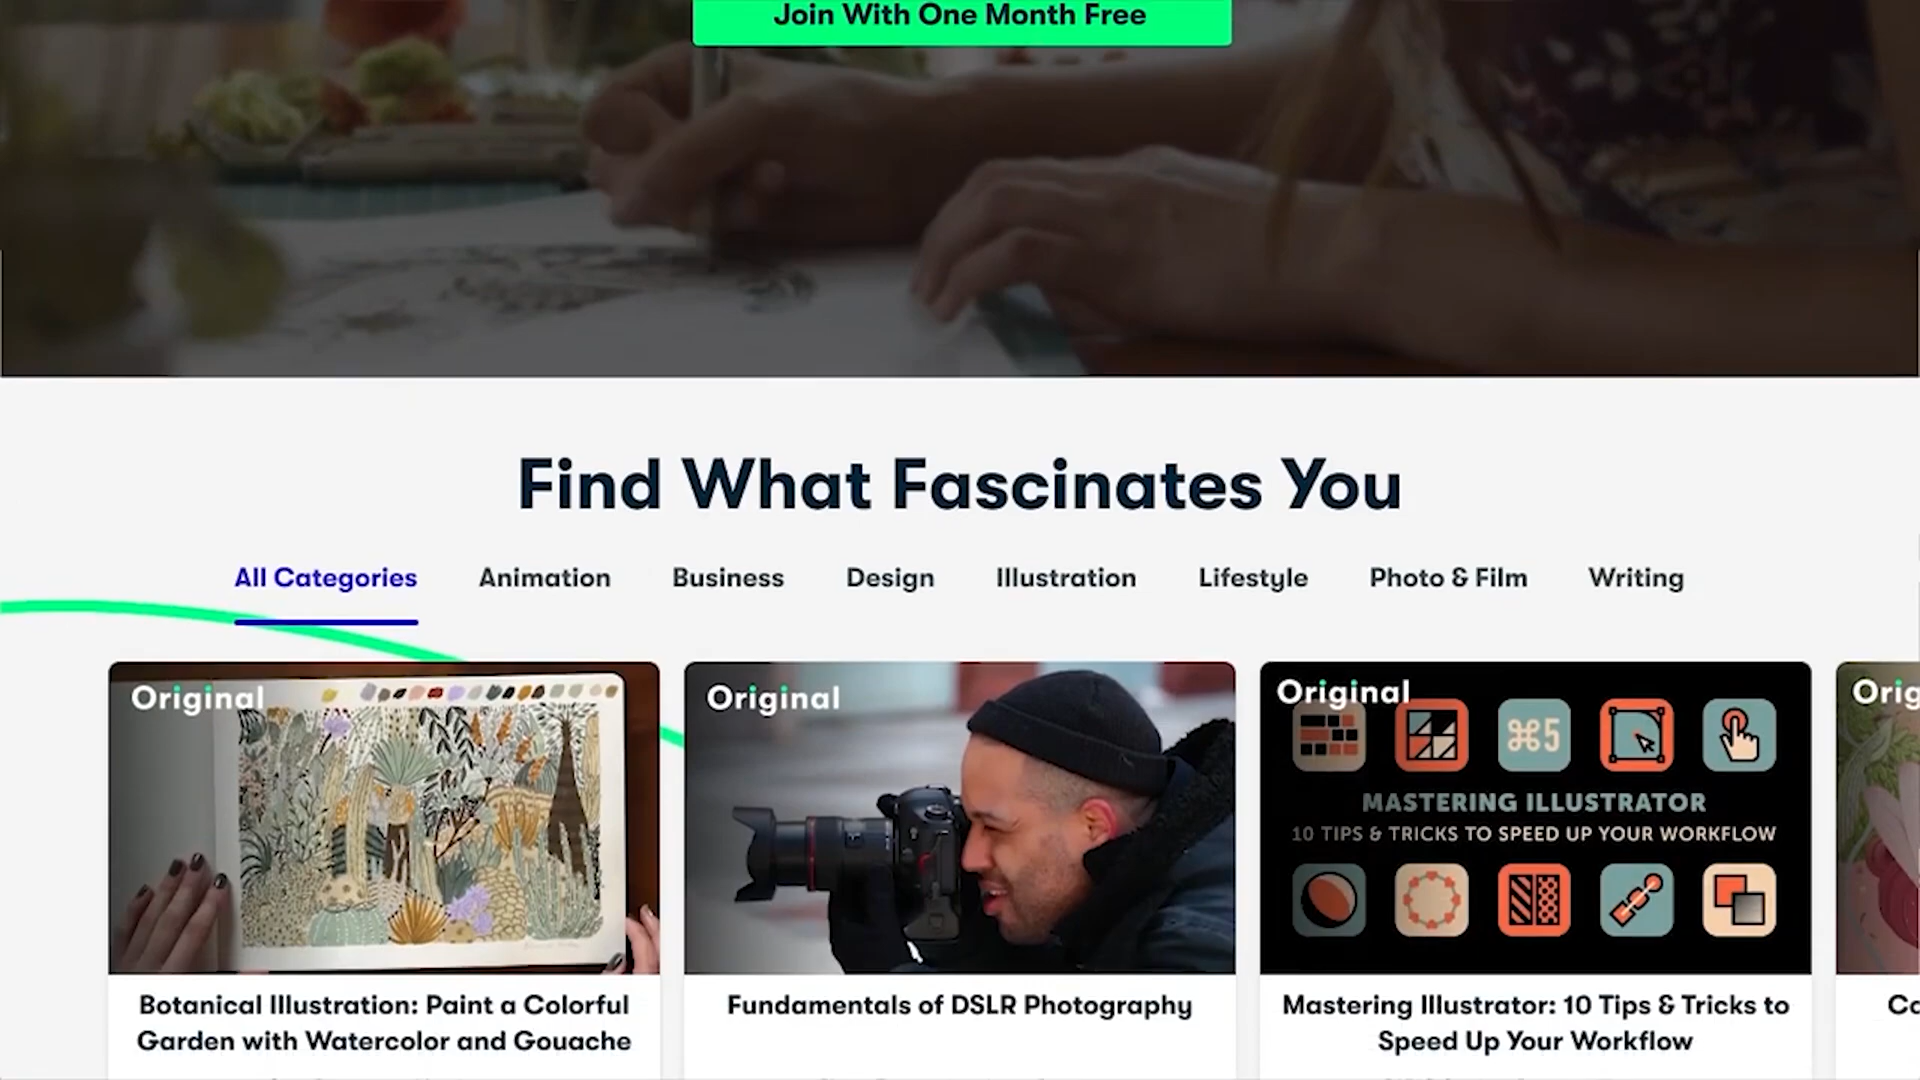 Join With One Month Free
Find What Fascinates You
All Categories Animation Business Design Illustration Lifestyle Photo & Film Writing
Original
Original
Original
Orig
⌘5
MASTERING ILLUSTRATOR
10 TIPS & TRICKS TO SPEED UP YOUR WORKFLOW
Botanical Illustration: Paint a Colorful
Garden with Watercolor and Gouache
Fundamentals of DSLR Photography
Mastering Illustrator: 10 Tips & Tricks to
Speed Up Your Workflow